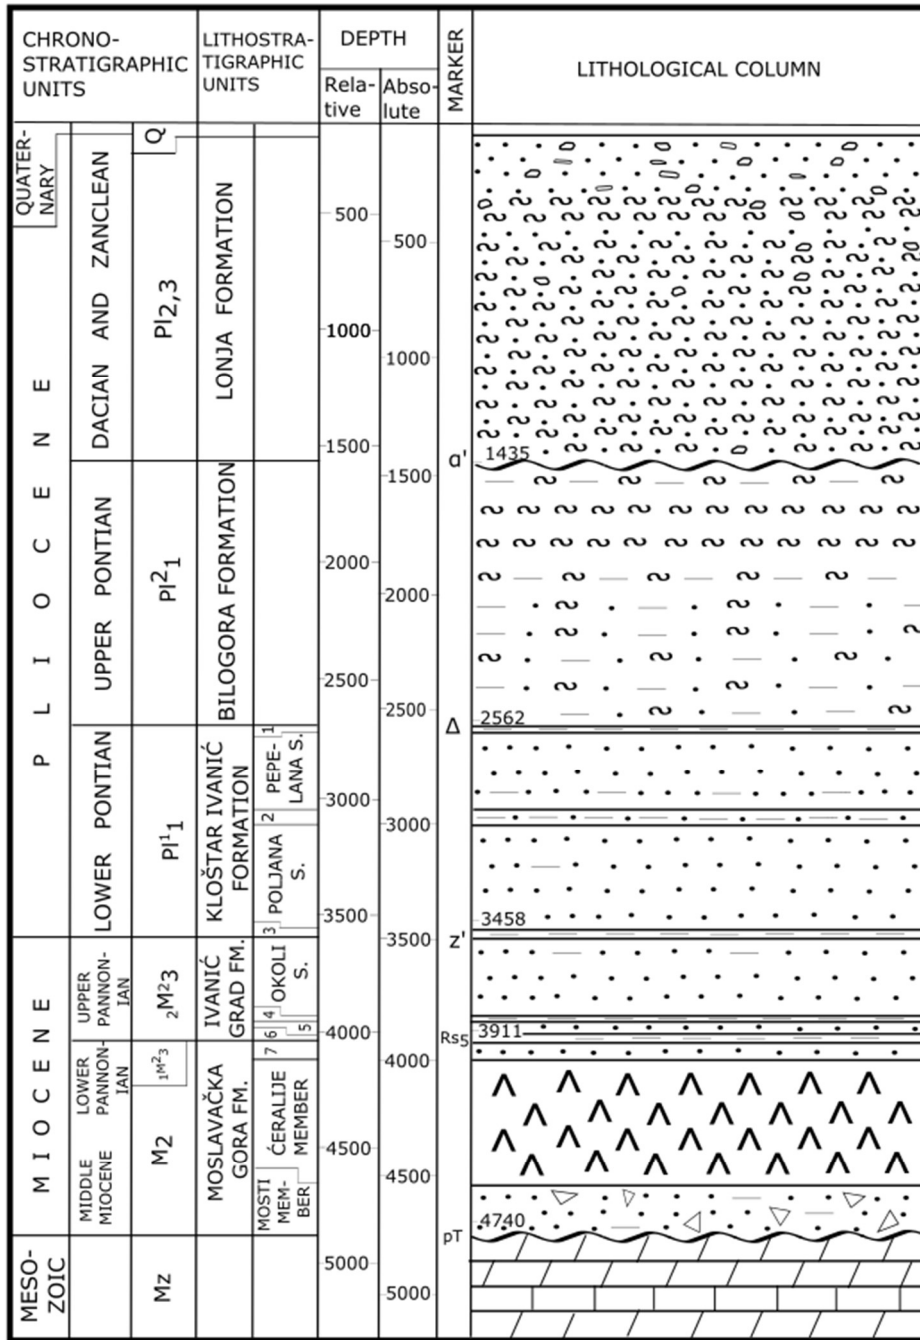 CHRONO-
STRATIGRAPHIC
UNITS
LITHOSTRA-
TIGRAPHIC
UNITS
DEPTH
Rela-
tive
Abso-
lute
MARKER
LITHOLOGICAL COLUMN
QUATER-
NARY
PLIOCENE
MIOCENE
MESO-
ZOIC
DACIAN AND ZANCLEAN
UPPER PONTIAN
LOWER PONTIAN
UPPER
PANNON-
IAN
LOWER
PANNON-
IAN
MIDDLE
MIOCENE
Q
Pl2,3
Pl²1
Pl¹1
2M²3
1M²3
M2
Mz
LONJA FORMATION
BILOGORA FORMATION
KLOŠTAR IVANIĆ
FORMATION
IVANIĆ
GRAD FM.
MOSLAVAČKA
GORA FM.
1
PEPE-
LANA S.
2
POLJANA
S.
3
OKOLI
S.
4
5
6
7
ĆERALIJE
MEMBER
MOSTI
MEM-
BER
500
1000
1500
2000
2500
3000
3500
4000
4500
5000
500
1000
1500
2000
2500
3000
3500
4000
4500
5000
α'
Δ
z'
Rs5
pT
1435
2562
3458
3911
4740